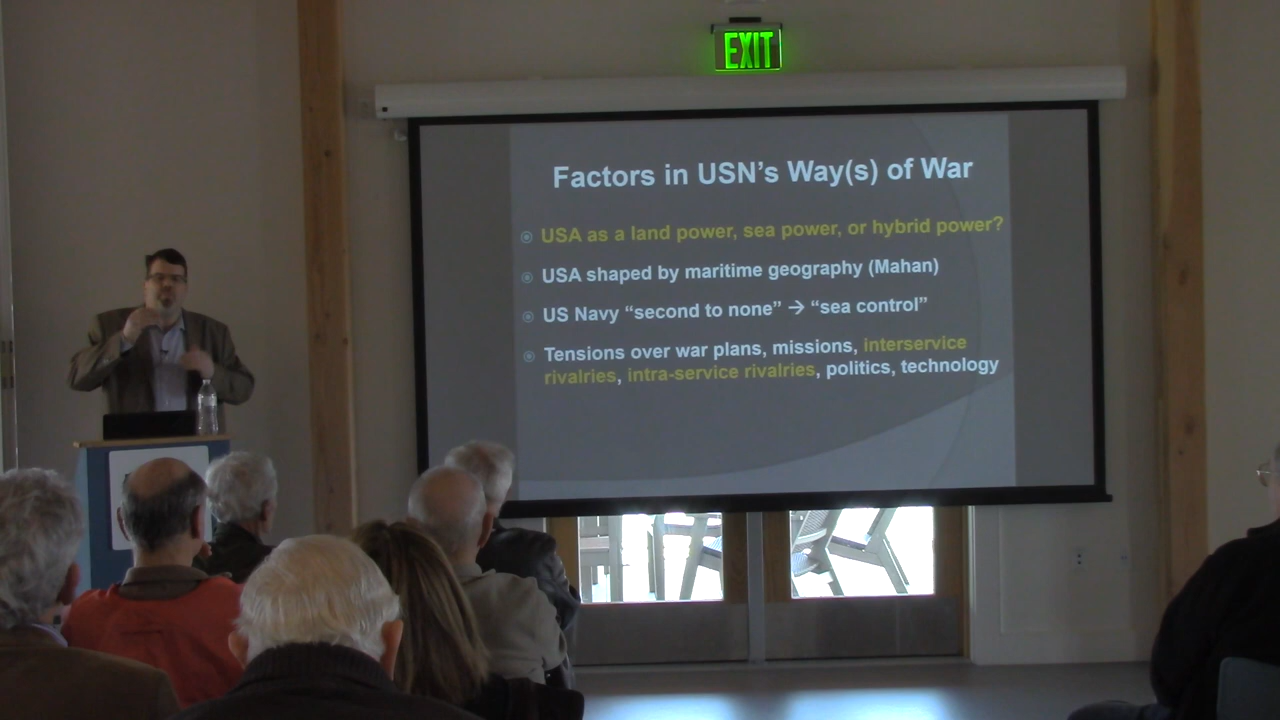 EXIT
Factors in USN's Way(s) of War
USA as a land power, sea power, or hybrid power?
USA shaped by maritime geography (Mahan)
US Navy “second to none” → “sea control”
Tensions over war plans, missions, interservice
rivalries, intra-service rivalries, politics, technology